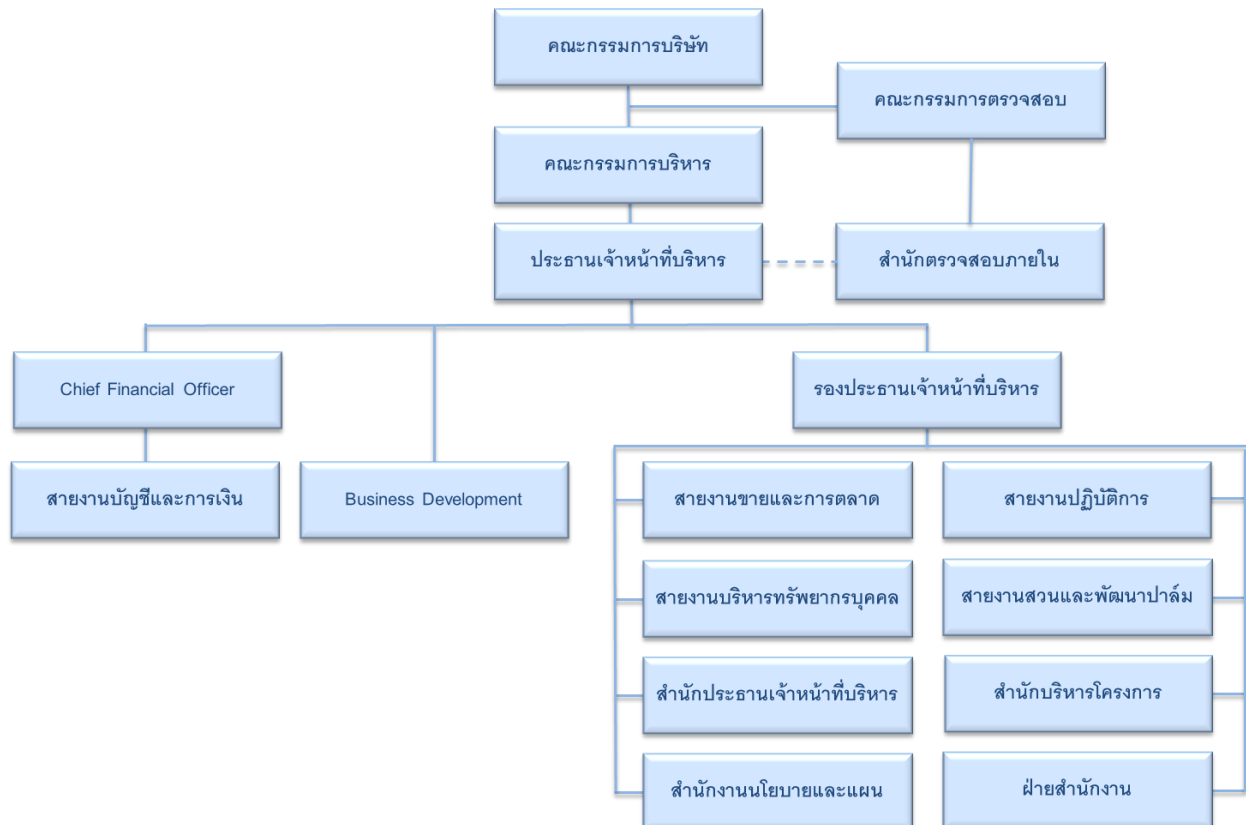 คณะกรรมการบริษัท
คณะกรรมการตรวจสอบ
คณะกรรมการบริหาร
ประธานเจ้าหน้าที่บริหาร
สำนักตรวจสอบภายใน
Chief Financial Officer
รองประธานเจ้าหน้าที่บริหาร
สายงานบัญชีและการเงิน
Business Development
สายงานขายและการตลาด
สายงานปฏิบัติการ
สายงานบริหารทรัพยากรบุคคล
สายงานสวนและพัฒนาปาล์ม
สำนักประธานเจ้าหน้าที่บริหาร
สำนักบริหารโครงการ
สำนักงานนโยบายและแผน
ฝ่ายสำนักงาน